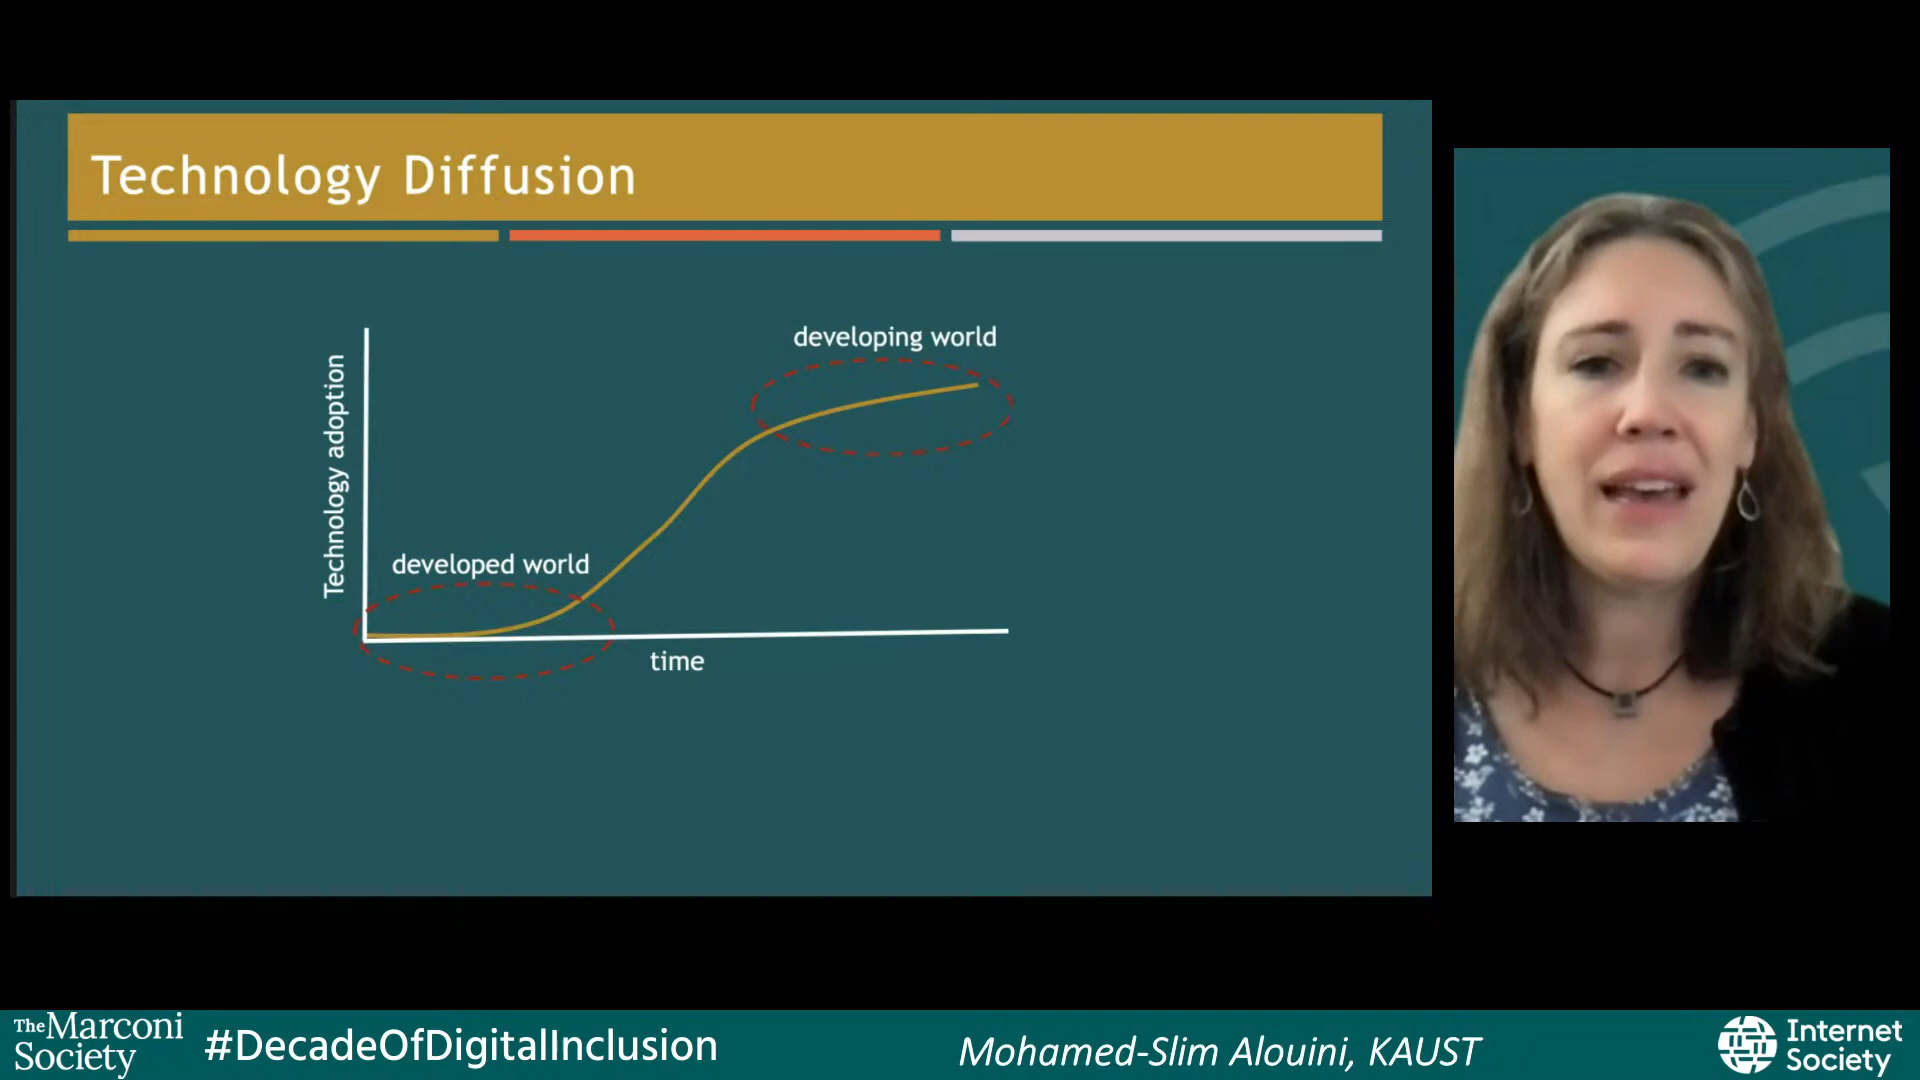 Technology Diffusion
developing world
Technology adoption
developed world
time
The Marconi
Society
#DecadeOfDigitalInclusion
Mohamed-Slim Alouini, KAUST
Internet
Society